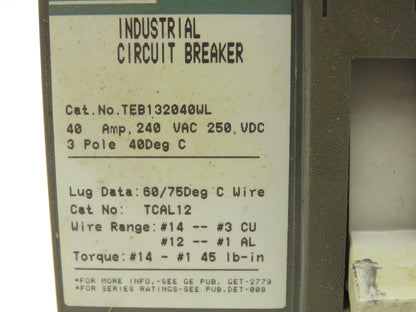 INDUSTRIAL
CIRCUIT BREAKER
Cat.No.TEB132040WL
40 Amp,240 VAC 250,VDC
3 Pole 40Deg C
Lug Data:60/75Deg C Wire
Cat No: TCAL12
Wire Range:#14 -- #3 CU
#12 -- #1 AL
Torque:#14 - #1 45 lb-in
*FOR MORE INFO.-SEE GE PUB. GET-2779
*FOR SERIES RATINGS-SEE PUB.DET-008